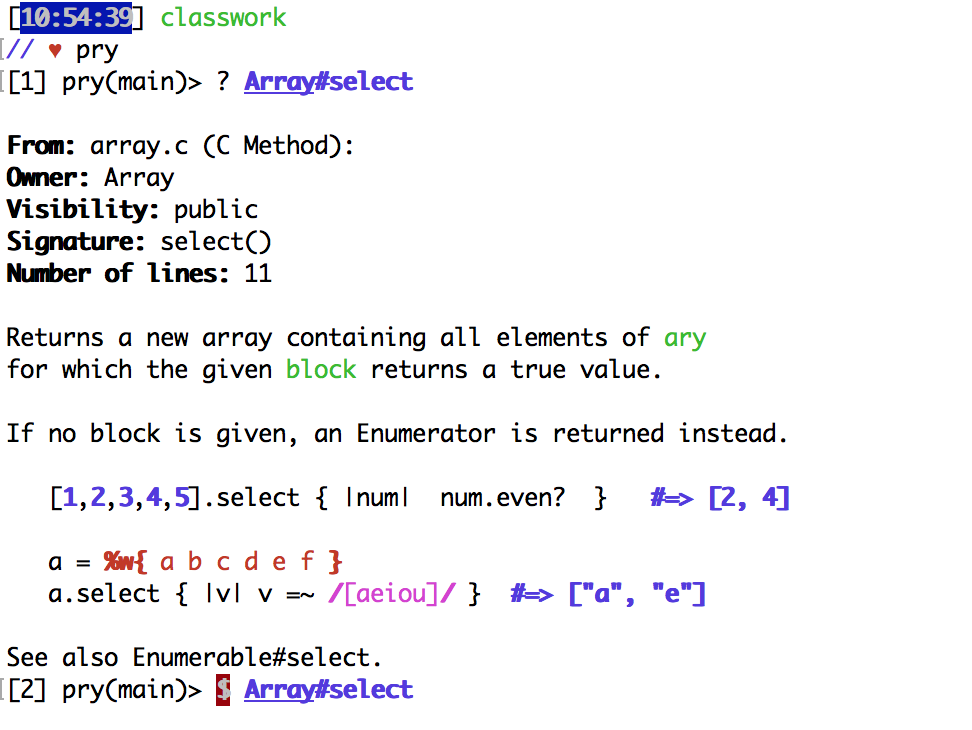 [10:54:39] classwork
// ♥ pry
[1] pry(main)> ? Array#select
From: array.c (C Method):
Owner: Array
Visibility: public
Signature: select()
Number of lines: 11
Returns a new array containing all elements of ary
for which the given block returns a true value.
If no block is given, an Enumerator is returned instead.
[1,2,3,4,5].select { |num|  num.even?  }   #=> [2, 4]
a = %w{ a b c d e f }
a.select { |v| v =~ /[aeiou]/ }  #=> ["a", "e"]
See also Enumerable#select.
[2] pry(main)> $ Array#select